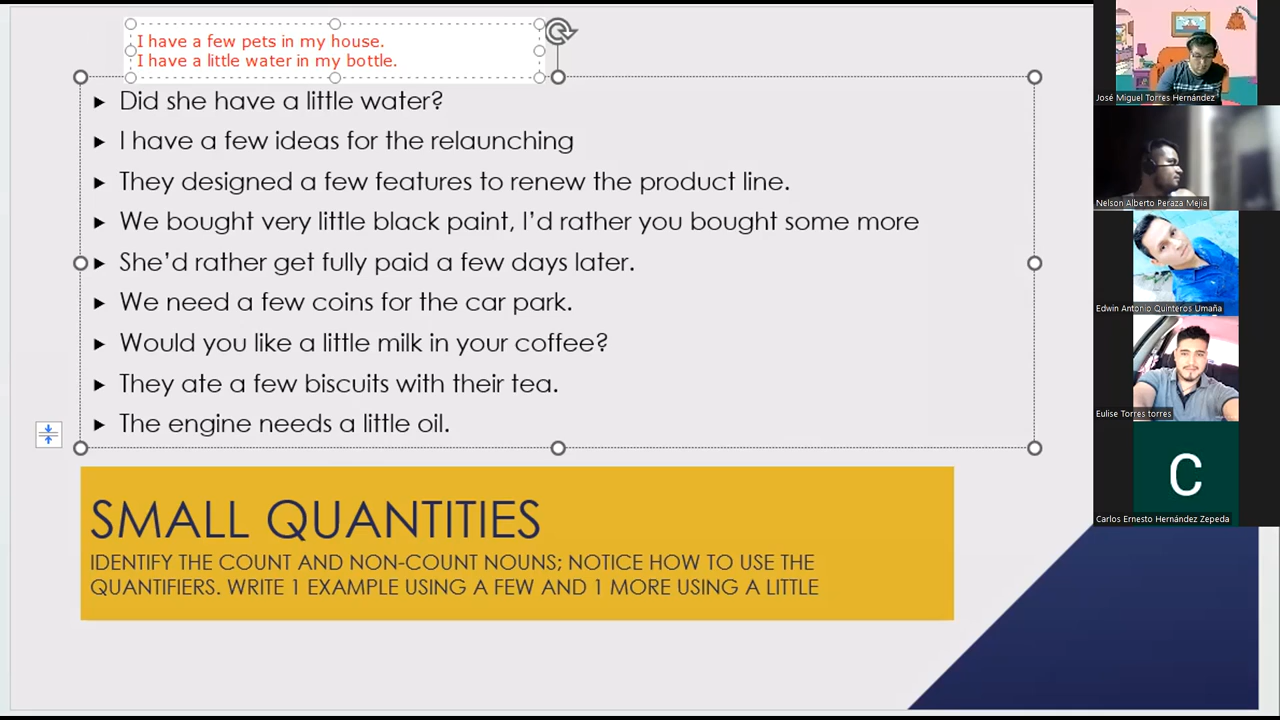 I have a few pets in my house.
I have a little water in my bottle.
Did she have a little water?
I have a few ideas for the relaunching
They designed a few features to renew the product line.
We bought very little black paint, I'd rather you bought some more
She'd rather get fully paid a few days later.
We need a few coins for the car park.
Would you like a little milk in your coffee?
They ate a few biscuits with their tea.
The engine needs a little oil.
SMALL QUANTITIES
IDENTIFY THE COUNT AND NON-COUNT NOUNS; NOTICE HOW TO USE THE
QUANTIFIERS. WRITE 1 EXAMPLE USING A FEW AND 1 MORE USING A LITTLE
José Miguel Torres Hernández
Nelson Alberto Peraza Mejia
Edwin Antonio Quinteros Umaña
Eulise Torres torres
C
Carlos Ernesto Hernández Zepeda